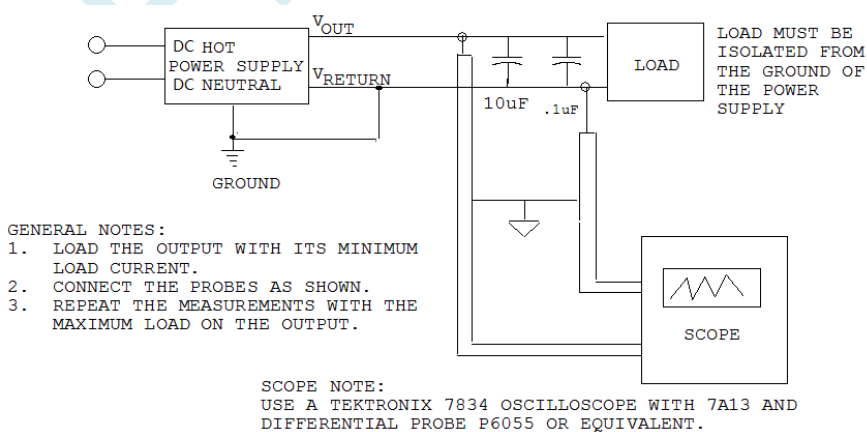 V OUT
DC HOT
POWER SUPPLY
DC NEUTRAL
V RETURN
LOAD
LOAD MUST BE
ISOLATED FROM
THE GROUND OF
THE POWER
SUPPLY
10uF
.1uF
GROUND
GENERAL NOTES:
1. LOAD THE OUTPUT WITH ITS MINIMUM
LOAD CURRENT.
2. CONNECT THE PROBES AS SHOWN.
3. REPEAT THE MEASUREMENTS WITH THE
MAXIMUM LOAD ON THE OUTPUT.
SCOPE
SCOPE NOTE:
USE A TEKTRONIX 7834 OSCILLOSCOPE WITH 7A13 AND
DIFFERENTIAL PROBE P6055 OR EQUIVALENT.